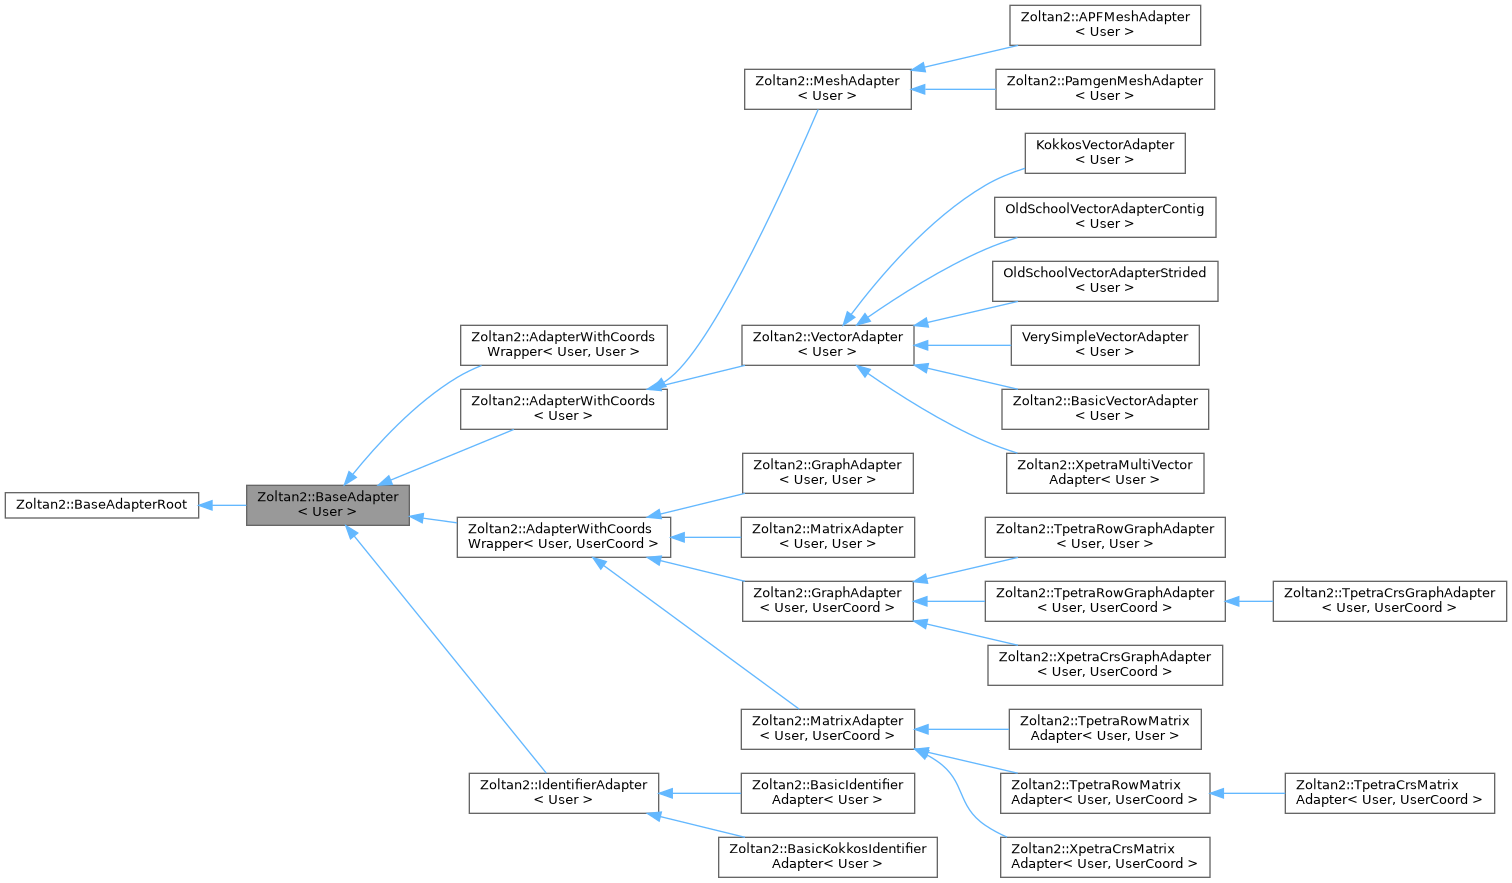 Zoltan2::APFMeshAdapter
< User >
Zoltan2::MeshAdapter
< User >
Zoltan2::PamgenMeshAdapter
< User >
KokkosVectorAdapter
< User >
OldSchoolVectorAdapterContig
< User >
OldSchoolVectorAdapterStrided
< User >
Zoltan2::AdapterWithCoords
Wrapper< User, User >
Zoltan2::VectorAdapter
< User >
VerySimpleVectorAdapter
< User >
Zoltan2::AdapterWithCoords
< User >
Zoltan2::BasicVectorAdapter
< User >
Zoltan2::GraphAdapter
< User, User >
Zoltan2::XpetraMultiVector
Adapter< User >
Zoltan2::BaseAdapterRoot
Zoltan2::BaseAdapter
< User >
Zoltan2::AdapterWithCoords
Wrapper< User, UserCoord >
Zoltan2::MatrixAdapter
< User, User >
Zoltan2::TpetraRowGraphAdapter
< User, User >
Zoltan2::GraphAdapter
< User, UserCoord >
Zoltan2::TpetraRowGraphAdapter
< User, UserCoord >
Zoltan2::TpetraCrsGraphAdapter
< User, UserCoord >
Zoltan2::XpetraCrsGraphAdapter
< User, UserCoord >
Zoltan2::MatrixAdapter
< User, UserCoord >
Zoltan2::TpetraRowMatrix
Adapter< User, User >
Zoltan2::IdentifierAdapter
< User >
Zoltan2::BasicIdentifier
Adapter< User >
Zoltan2::TpetraRowMatrix
Adapter< User, UserCoord >
Zoltan2::TpetraCrsMatrix
Adapter< User, UserCoord >
Zoltan2::BasicKokkosIdentifier
Adapter< User >
Zoltan2::XpetraCrsMatrix
Adapter< User, UserCoord >